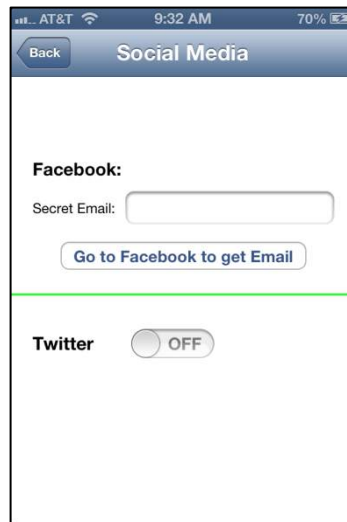 AT&T 9:32 AM 70%
Back Social Media
Facebook:
Secret Email:
Go to Facebook to get Email
Twitter OFF